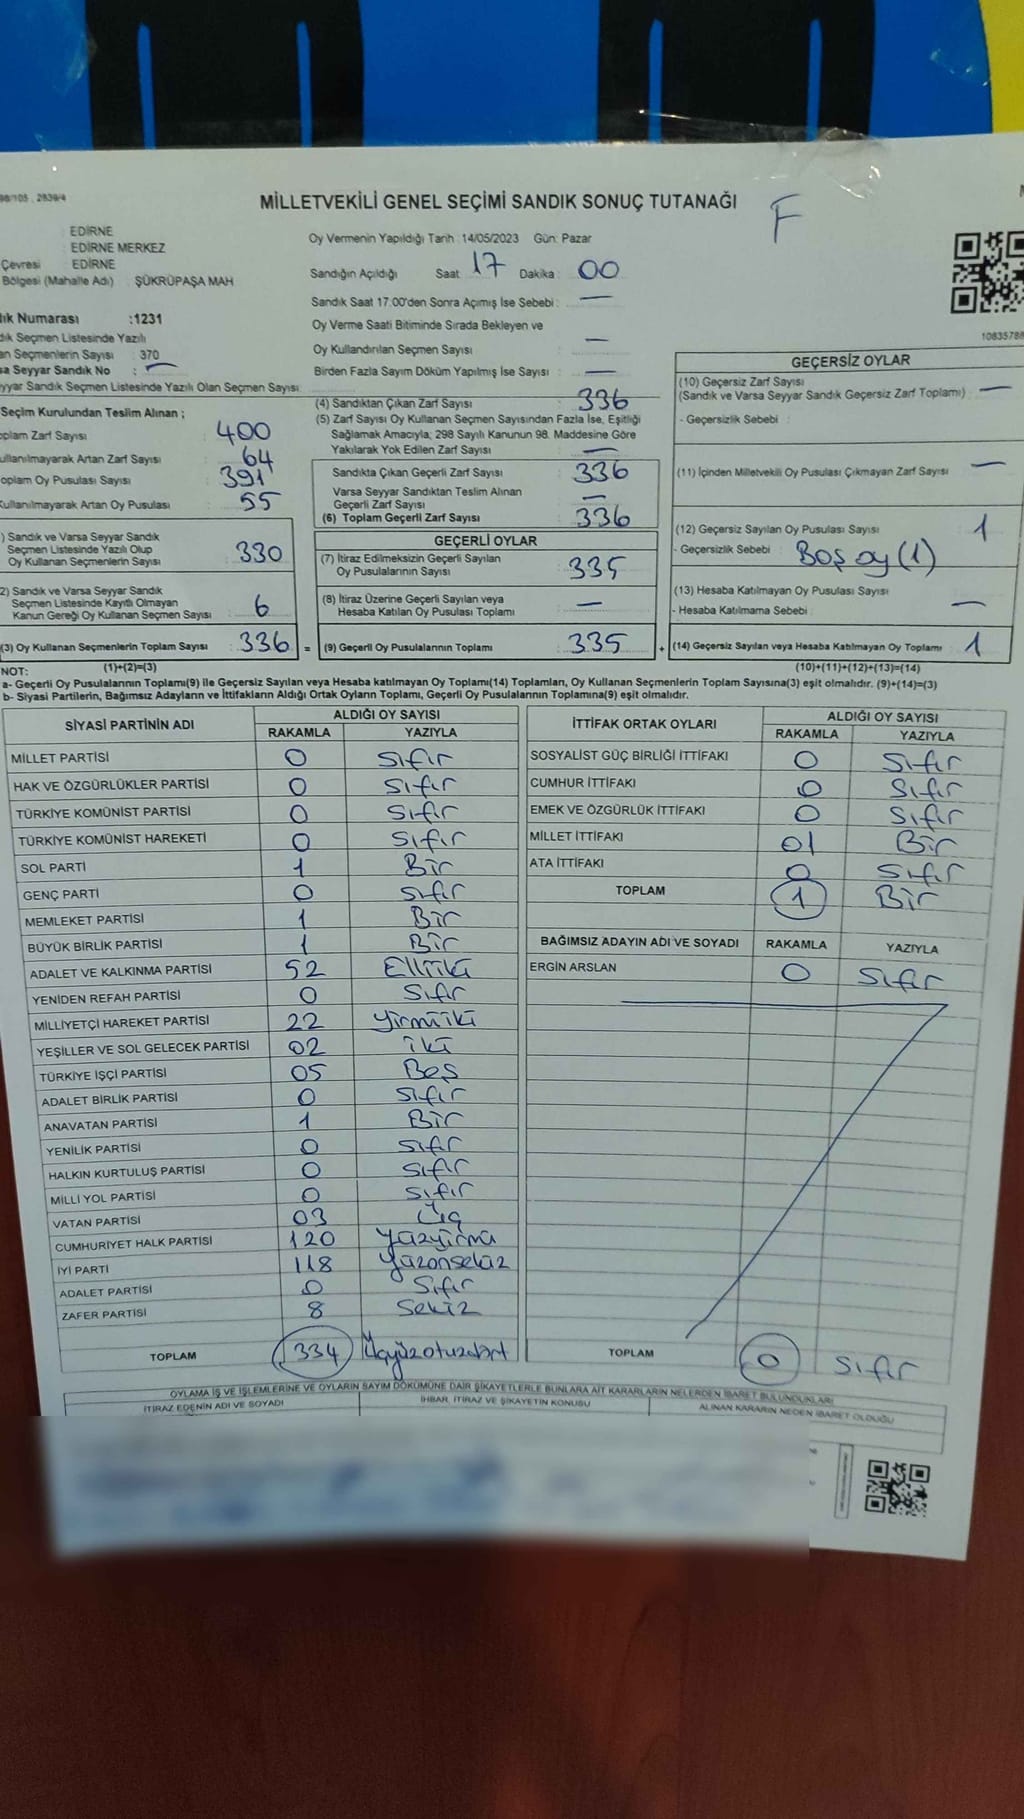 98/105 , 2839/4
MİLLETVEKİLİ GENEL SEÇİMİ SANDIK SONUÇ TUTANAĞI
F
: EDİRNE
: EDİRNE MERKEZ
Çevresi : EDİRNE
Bölgesi (Mahalle Adı) : ŞÜKRÜPAŞA MAH
Numarası :1231
Seçmen Listesinde Yazılı
Seçmenlerin Sayısı : 370
Seyyar Sandık No : —
Sandık Seçmen Listesinde Yazılı Olan Seçmen Sayısı
Oy Vermenin Yapıldığı Tarih :14/05/2023 Gün: Pazar
Sandığın Açıldığı Saat 17 Dakika : 00
Sandık Saat 17.00'den Sonra Açımış İse Sebebi : —
Oy Verme Saati Bitiminde Sırada Bekleyen ve
Oy Kullandırılan Seçmen Sayısı : —
Birden Fazla Sayım Döküm Yapılmış İse Sayısı : —
10835788
Seçim Kurulundan Teslim Alınan ;
Zarf Sayısı : 400
Artan Zarf Sayısı : 64
Oy Pusulası Sayısı : 391
Artan Oy Pusulası : 55
) Sandık ve Varsa Seyyar Sandık
Seçmen Listesinde Yazılı Olup
Oy Kullanan Seçmenlerin Sayısı : 330
2) Sandık ve Varsa Seyyar Sandık
Seçmen Listesinde Kayıtlı Olmayan
Kanun Gereği Oy Kullanan Seçmen Sayısı : 6
(3) Oy Kullanan Seçmenlerin Toplam Sayısı : 336 =
(4) Sandıktan Çıkan Zarf Sayısı : 336
(5) Zarf Sayısı Oy Kullanan Seçmen Sayısından Fazla İse, Eşitliği
Sağlamak Amacıyla; 298 Sayılı Kanunun 98. Maddesine Göre
Yakılarak Yok Edilen Zarf Sayısı : —
Sandıkta Çıkan Geçerli Zarf Sayısı : 336
Varsa Seyyar Sandıktan Teslim Alınan
Geçerli Zarf Sayısı : —
(6) Toplam Geçerli Zarf Sayısı : 336
GEÇERLİ OYLAR
(7) İtiraz Edilmeksizin Geçerli Sayılan
Oy Pusulalarının Sayısı : 335
(8) İtiraz Üzerine Geçerli Sayılan veya
Hesaba Katılan Oy Pusulası Toplamı : —
(9) Geçerli Oy Pusulalarının Toplamı : 335 +
GEÇERSİZ OYLAR
(10) Geçersiz Zarf Sayısı
(Sandık ve Varsa Seyyar Sandık Geçersiz Zarf Toplamı) : —
- Geçersizlik Sebebi :
(11) İçinden Milletvekili Oy Pusulası Çıkmayan Zarf Sayısı : —
(12) Geçersiz Sayılan Oy Pusulası Sayısı : 1
- Geçersizlik Sebebi : Boş oy (1)
(13) Hesaba Katılmayan Oy Pusulası Sayısı : —
- Hesaba Katılmama Sebebi :
(14) Geçersiz Sayılan veya Hesaba Katılmayan Oy Toplamı : 1
NOT: (1)+(2)=(3) (10)+(11)+(12)+(13)=(14)
a- Geçerli Oy Pusulalarının Toplamı(9) ile Geçersiz Sayılan veya Hesaba katılmayan Oy Toplamı(14) Toplamları, Oy Kullanan Seçmenlerin Toplam Sayısına(3) eşit olmalıdır. (9)+(14)=(3)
b- Siyasi Partilerin, Bağımsız Adayların ve İttifakların Aldığı Ortak Oyların Toplamı, Geçerli Oy Pusulalarının Toplamına(9) eşit olmalıdır.
SİYASİ PARTİNİN ADI ALDIĞI OY SAYISI
RAKAMLA YAZIYLA
MİLLET PARTİSİ 0 Sıfır
HAK VE ÖZGÜRLÜKLER PARTİSİ 0 Sıfır
TÜRKİYE KOMÜNİST PARTİSİ 0 Sıfır
TÜRKİYE KOMÜNİST HAREKETİ 0 Sıfır
SOL PARTİ 1 Bir
GENÇ PARTİ 0 Sıfır
MEMLEKET PARTİSİ 1 Bir
BÜYÜK BİRLİK PARTİSİ 1 Bir
ADALET VE KALKINMA PARTİSİ 52 Elliiki
YENİDEN REFAH PARTİSİ 0 Sıfır
MİLLİYETÇİ HAREKET PARTİSİ 22 Yirmiiki
YEŞİLLER VE SOL GELECEK PARTİSİ 02 iki
TÜRKİYE İŞÇİ PARTİSİ 05 Beş
ADALET BİRLİK PARTİSİ 0 Sıfır
ANAVATAN PARTİSİ 1 Bir
YENİLİK PARTİSİ 0 Sıfır
HALKIN KURTULUŞ PARTİSİ 0 Sıfır
MİLLİ YOL PARTİSİ 0 Sıfır
VATAN PARTİSİ 03 Üç
CUMHURİYET HALK PARTİSİ 120 Yüzyirmi
İYİ PARTİ 118 Yüzonsekiz
ADALET PARTİSİ 0 Sıfır
ZAFER PARTİSİ 8 Sekiz
TOPLAM 334 Üçyüzotuzdört
İTTİFAK ORTAK OYLARI ALDIĞI OY SAYISI
RAKAMLA YAZIYLA
SOSYALİST GÜÇ BİRLİĞİ İTTİFAKI 0 Sıfır
CUMHUR İTTİFAKI 0 Sıfır
EMEK VE ÖZGÜRLÜK İTTİFAKI 0 Sıfır
MİLLET İTTİFAKI 01 Bir
ATA İTTİFAKI 0 Sıfır
TOPLAM 1 Bir
BAĞIMSIZ ADAYIN ADI VE SOYADI RAKAMLA YAZIYLA
ERGİN ARSLAN 0 Sıfır
TOPLAM 0 Sıfır
OYLAMA İŞ VE İŞLEMLERİNE VE OYLARIN SAYIM DÖKÜMÜNE DAİR ŞİKAYETLERLE BUNLARA AİT KARARLARIN NELERDEN İBARET BULUNDUKLARI
İTİRAZ EDENİN ADI VE SOYADI İHBAR, İTİRAZ VE ŞİKAYETİN KONUSU ALINAN KARARIN NEDEN İBARET OLDUĞU